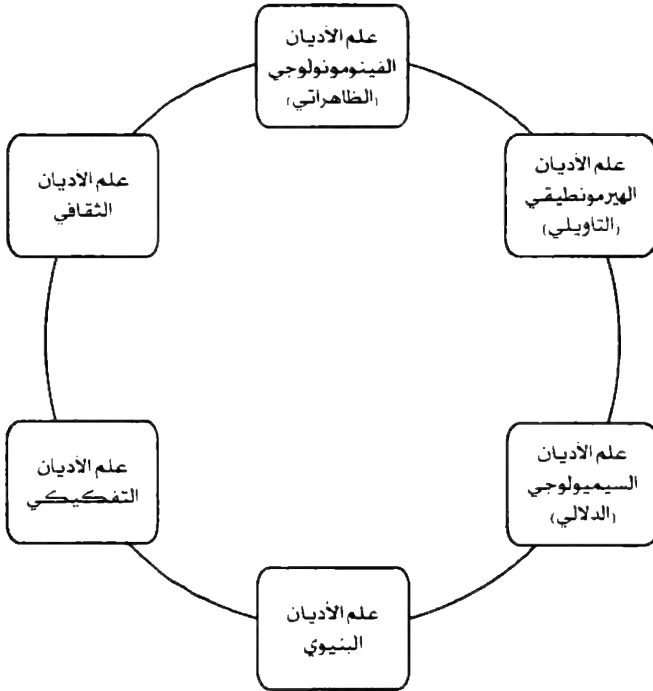 علم الأديان
الفينومونولوجي
(الظاهراتي)
علم الأديان
الهيرمونطيقي
(التاويلي)
علم الأديان
السيميولوجي
(الدلالي)
علم الأديان
البنيوي
علم الأديان
التفكيكي
علم الأديان
الثقافي